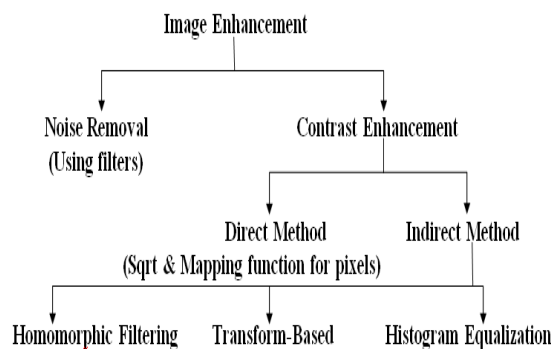 Image Enhancement
Noise Removal
(Using filters)
Contrast Enhancement
Direct Method
(Sqrt & Mapping function for pixels)
Indirect Method
Homomorphic Filtering
Transform-Based
Histogram Equalization